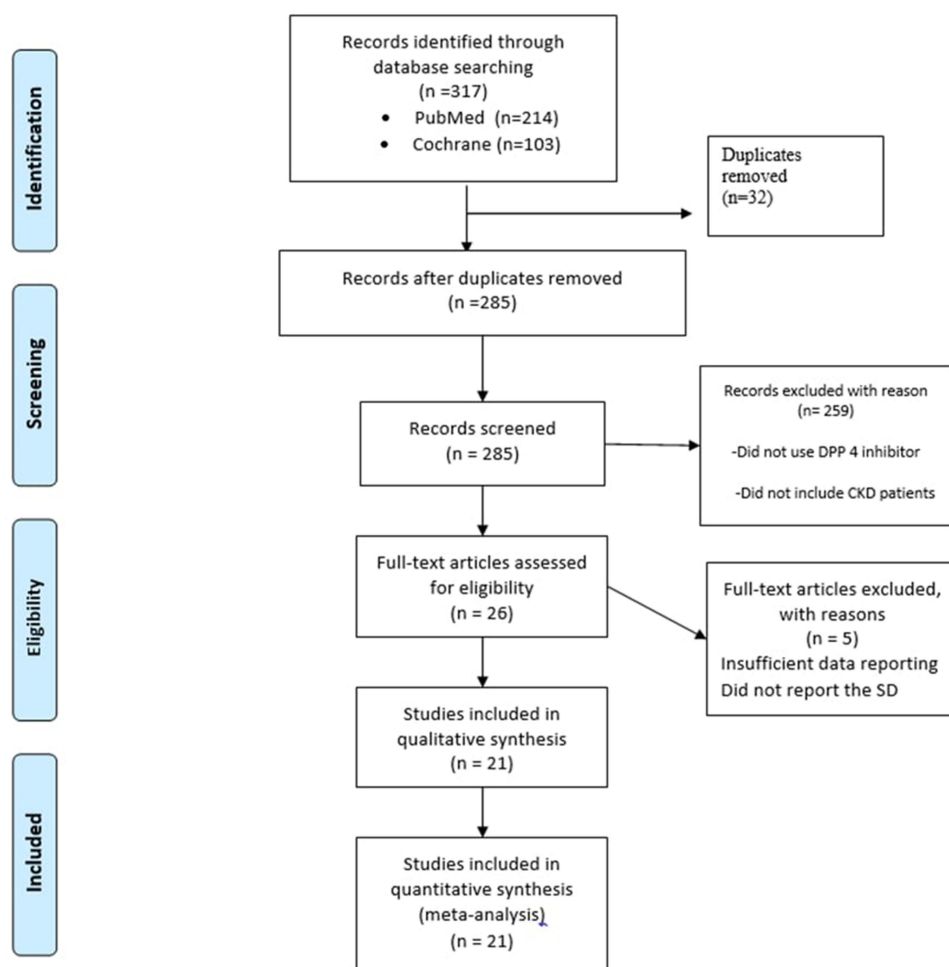 Identification
Records identified through
database searching
(n =317)
• PubMed (n=214)
• Cochrane (n=103)
Duplicates
removed
(n=32)
Records after duplicates removed
(n =285)
Screening
Records screened
(n = 285)
Records excluded with reason
(n= 259)
-Did not use DPP 4 inhibitor
-Did not include CKD patients
Eligibility
Full-text articles assessed
for eligibility
(n = 26)
Full-text articles excluded,
with reasons
(n = 5)
Insufficient data reporting
Did not report the SD
Studies included in
qualitative synthesis
(n = 21)
Included
Studies included in
quantitative synthesis
(meta-analysis)
(n = 21)